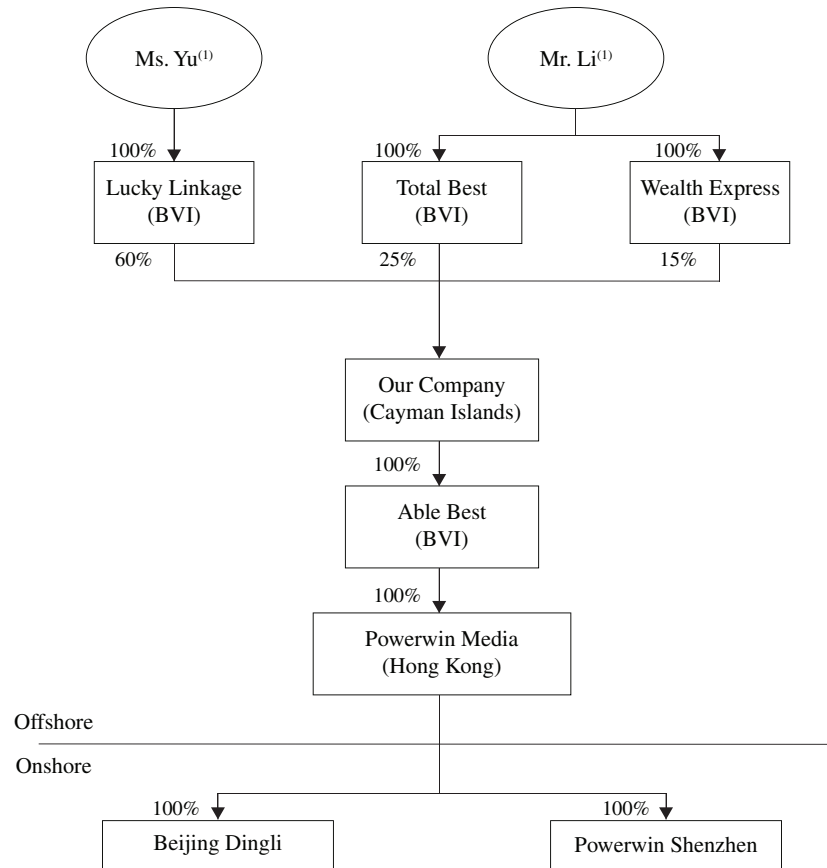 Ms. Yu(1)
Mr. Li(1)
100%
100%
100%
Lucky Linkage
(BVI)
Total Best
(BVI)
Wealth Express
(BVI)
60%
25%
15%
Our Company
(Cayman Islands)
100%
Able Best
(BVI)
100%
Powerwin Media
(Hong Kong)
Offshore
Onshore
100%
100%
Beijing Dingli
Powerwin Shenzhen